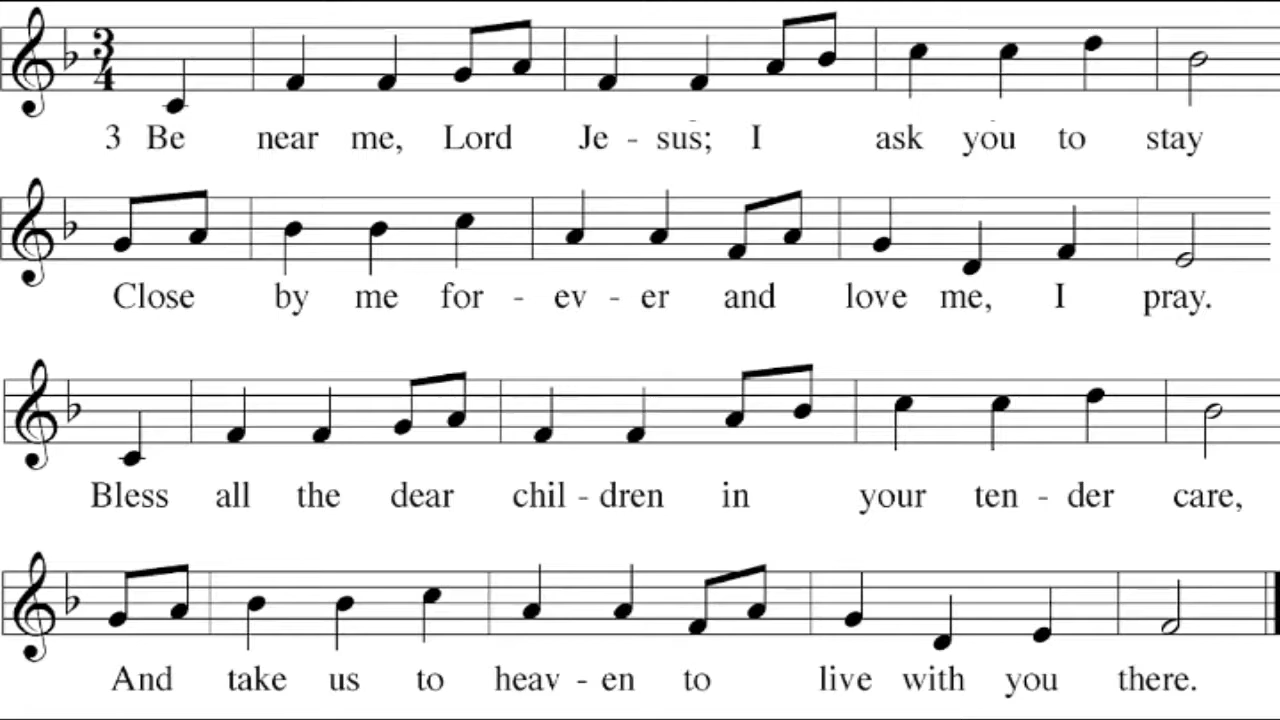 3 Be near me, Lord Je - sus; I ask you to stay
Close by me for - ev - er and love me, I pray.
Bless all the dear chil - dren in your ten - der care,
And take us to heav - en to live with you there.